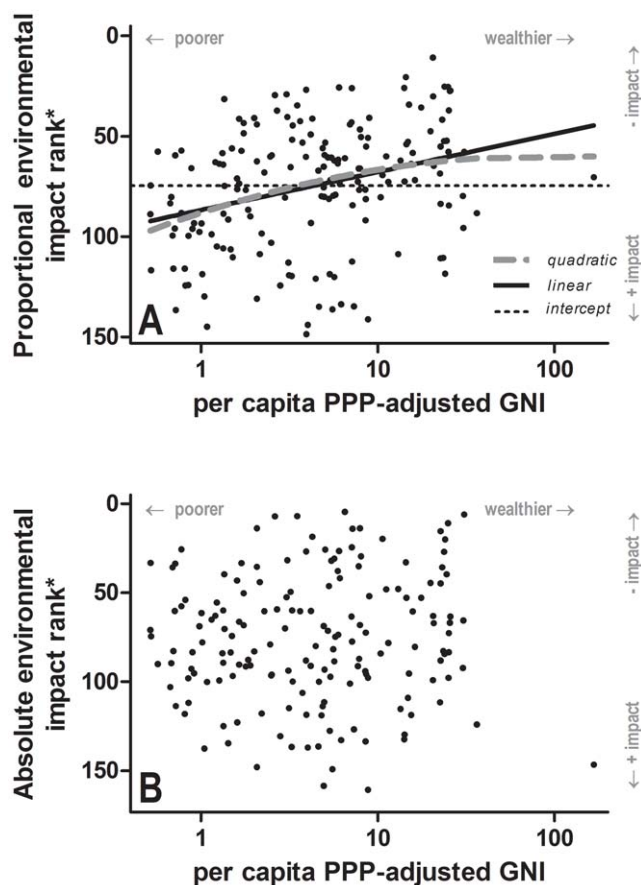 0
← poorer
wealthier →
- impact →
Proportional environmental
impact rank*
50
100
← + impact
quadratic
linear
intercept
150
A
1
10
100
per capita PPP-adjusted GNI
0
← poorer
wealthier →
- impact →
Absolute environmental
impact rank*
50
100
← + impact
150
B
1
10
100
per capita PPP-adjusted GNI